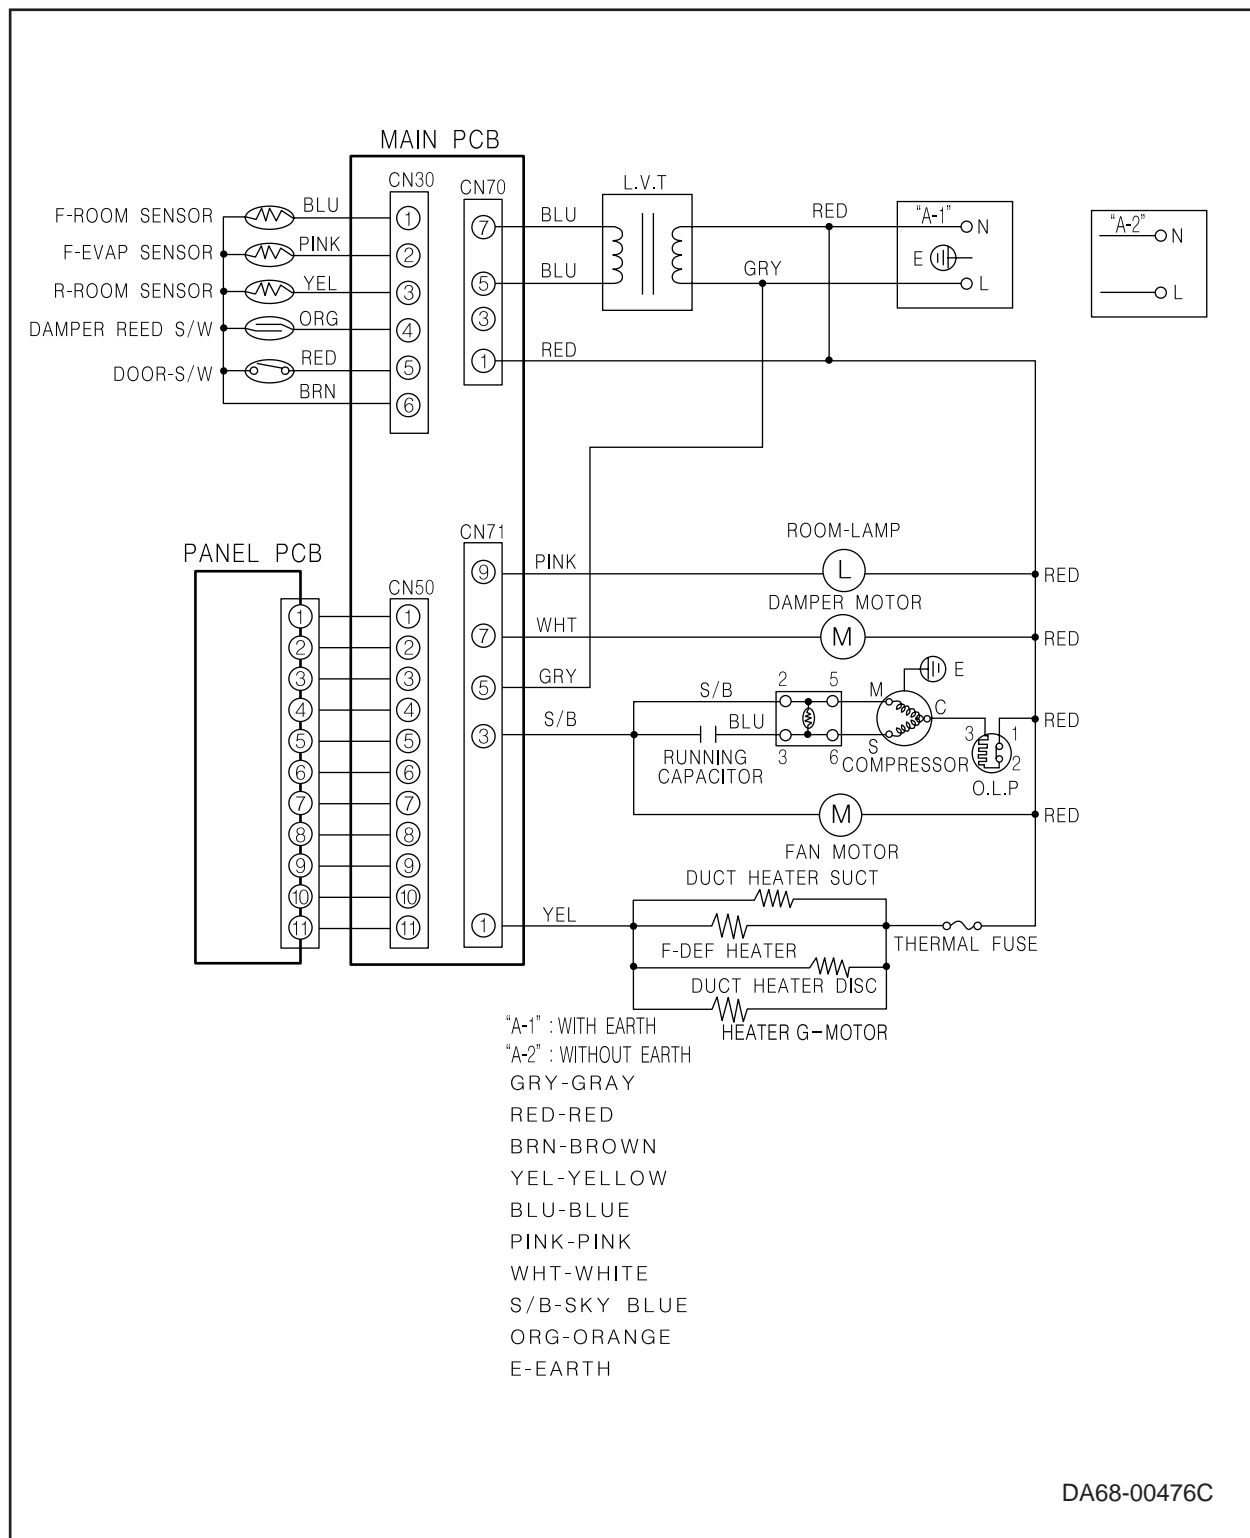 MAIN PCB
CN30
CN70
L.V.T
F-ROOM SENSOR
BLU
1
7
BLU
RED
"A-1"
N
"A-2"
N
F-EVAP SENSOR
PINK
2
E
R-ROOM SENSOR
YEL
3
5
BLU
GRY
L
L
DAMPER REED S/W
ORG
4
3
DOOR-S/W
RED
5
1
RED
BRN
6
CN71
ROOM-LAMP
PANEL PCB
9
PINK
L
RED
CN50
DAMPER MOTOR
1
1
7
WHT
M
RED
2
2
3
3
5
GRY
S/B
2
5
M
E
4
4
C
5
5
3
S/B
BLU
3
1
RED
RUNNING
CAPACITOR
3
6
S
COMPRESSOR
2
O.L.P
6
6
7
7
M
RED
8
8
FAN MOTOR
9
9
DUCT HEATER SUCT
10
10
11
11
1
YEL
F-DEF HEATER
THERMAL FUSE
DUCT HEATER DISC
HEATER G-MOTOR
"A-1" : WITH EARTH
"A-2" : WITHOUT EARTH
GRY-GRAY
RED-RED
BRN-BROWN
YEL-YELLOW
BLU-BLUE
PINK-PINK
WHT-WHITE
S/B-SKY BLUE
ORG-ORANGE
E-EARTH
DA68-00476C